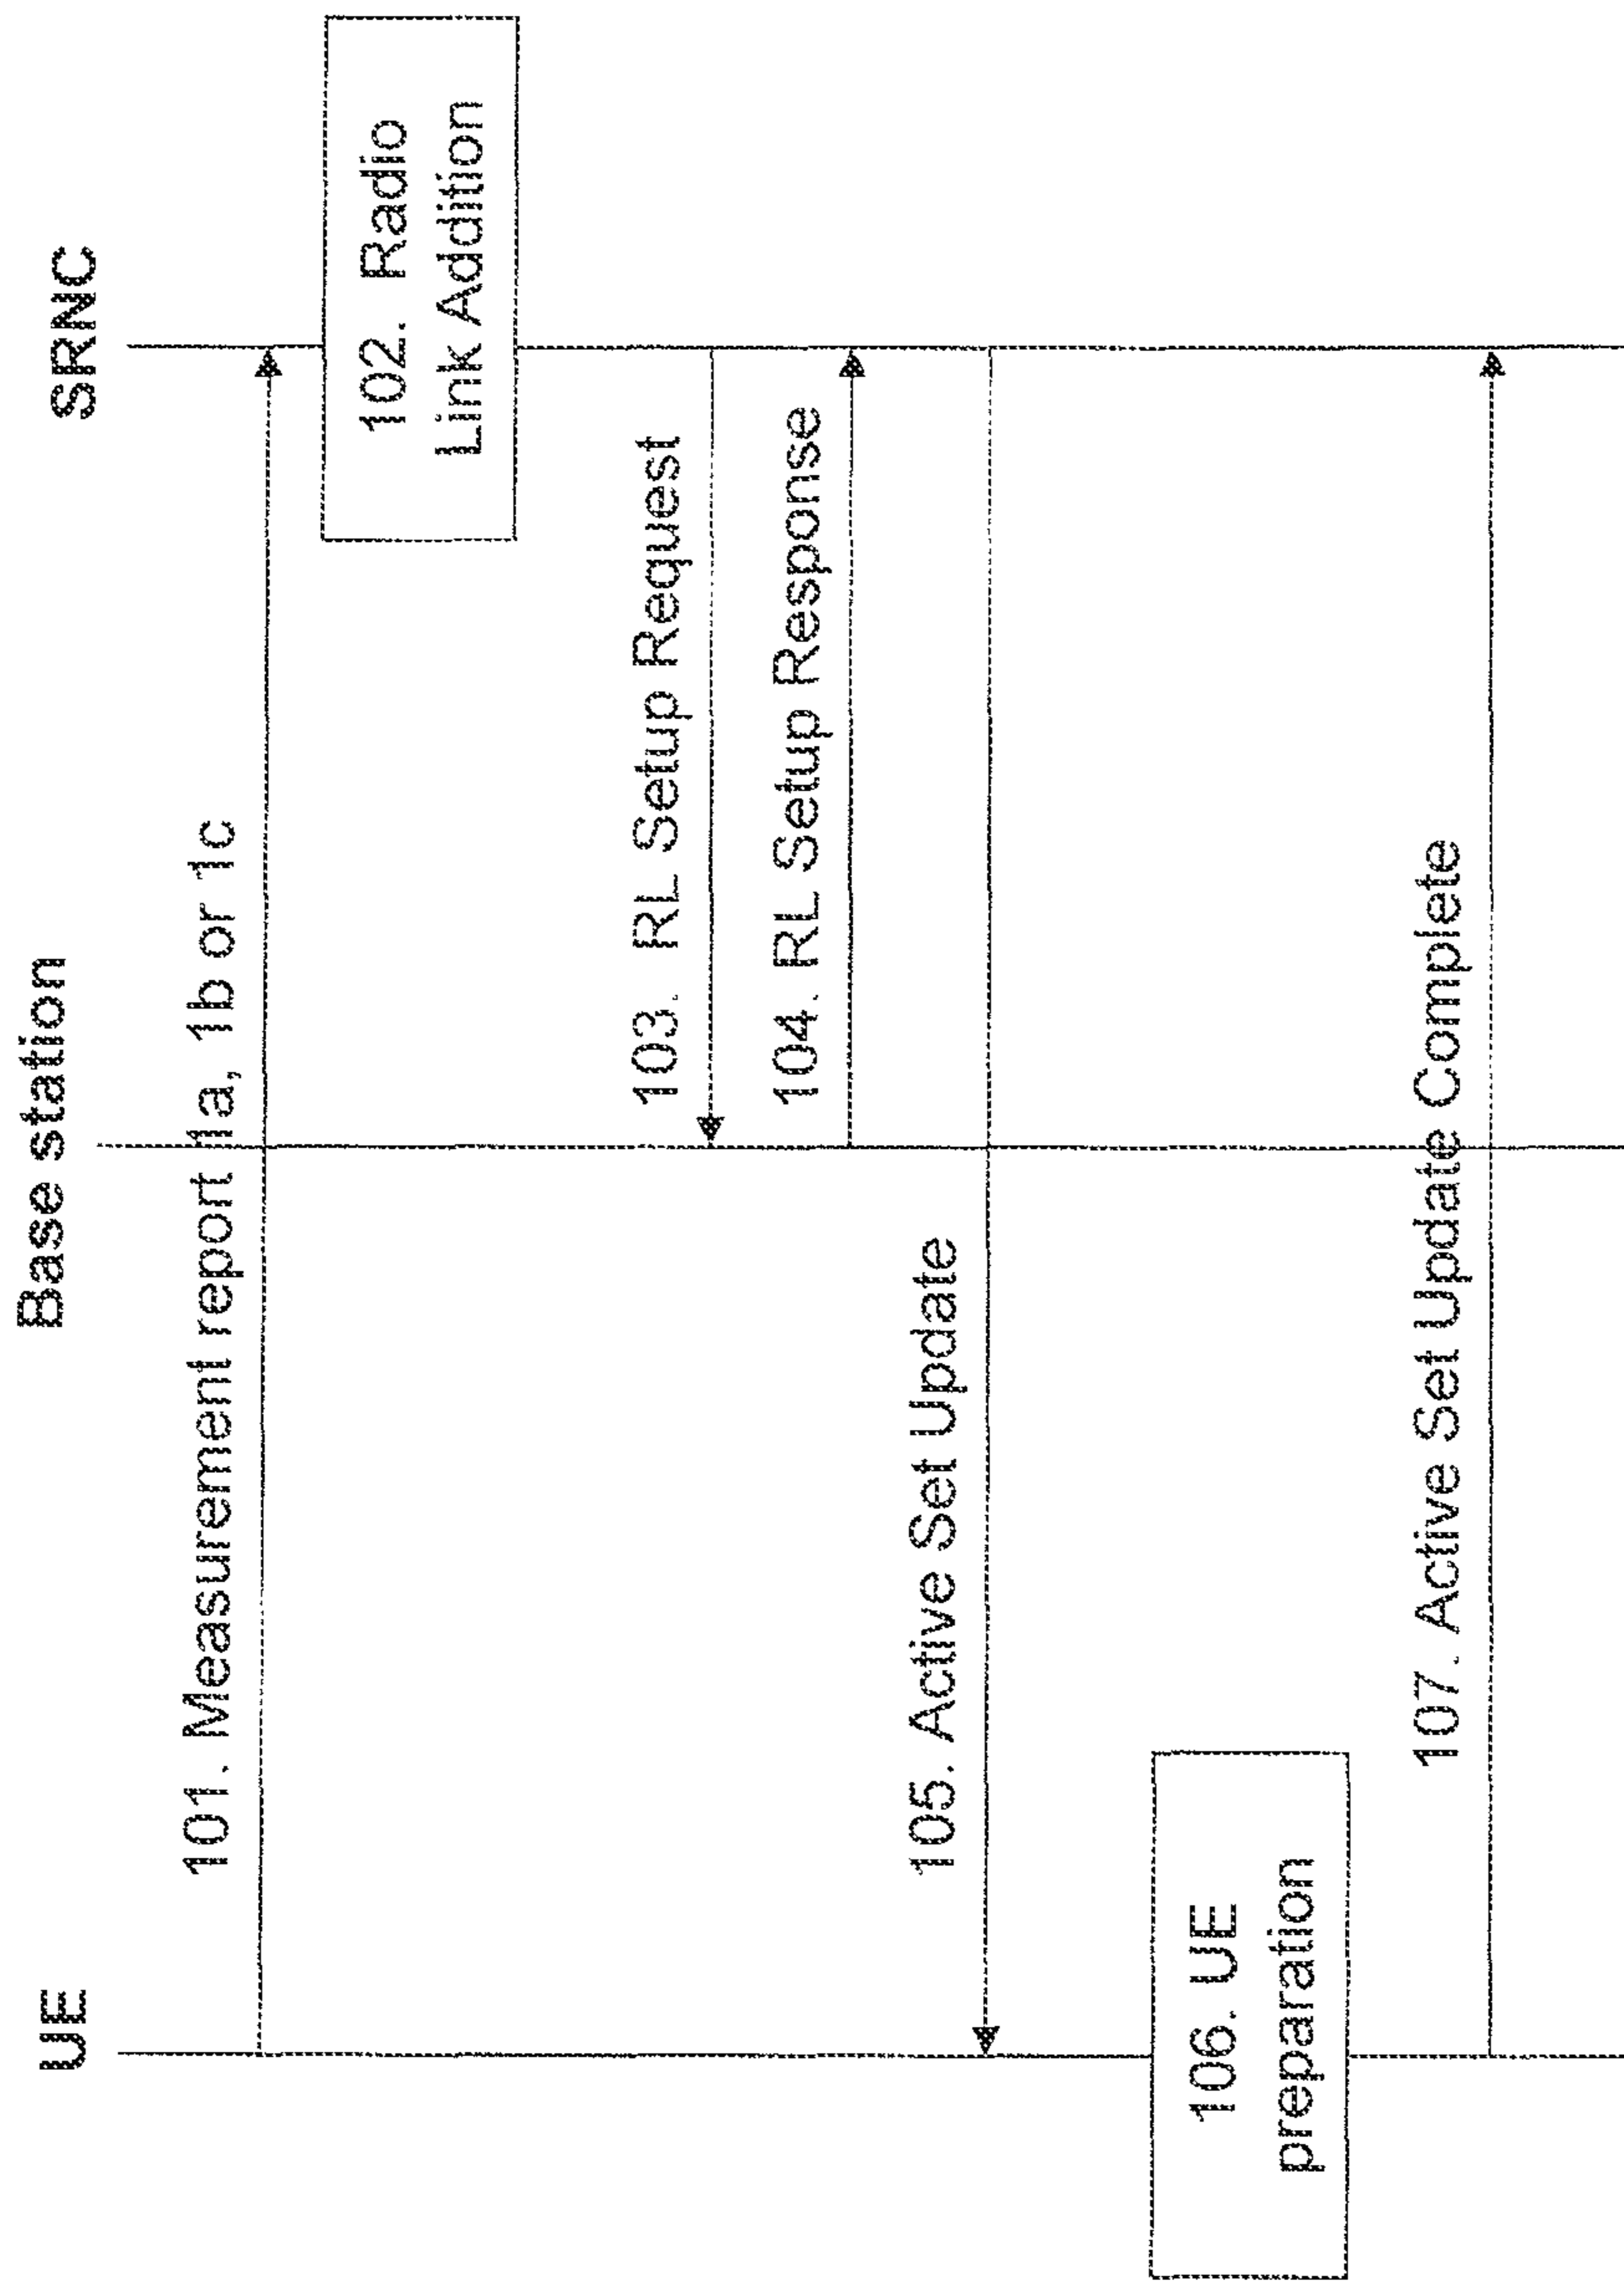 UE
Base station
SRNC
101. Measurement report 1a, 1b or 1c
102. Radio
Link Addition
103. RL Setup Request
104. RL Setup Response
105. Active Set Update
106. UE
preparation
107. Active Set Update Complete